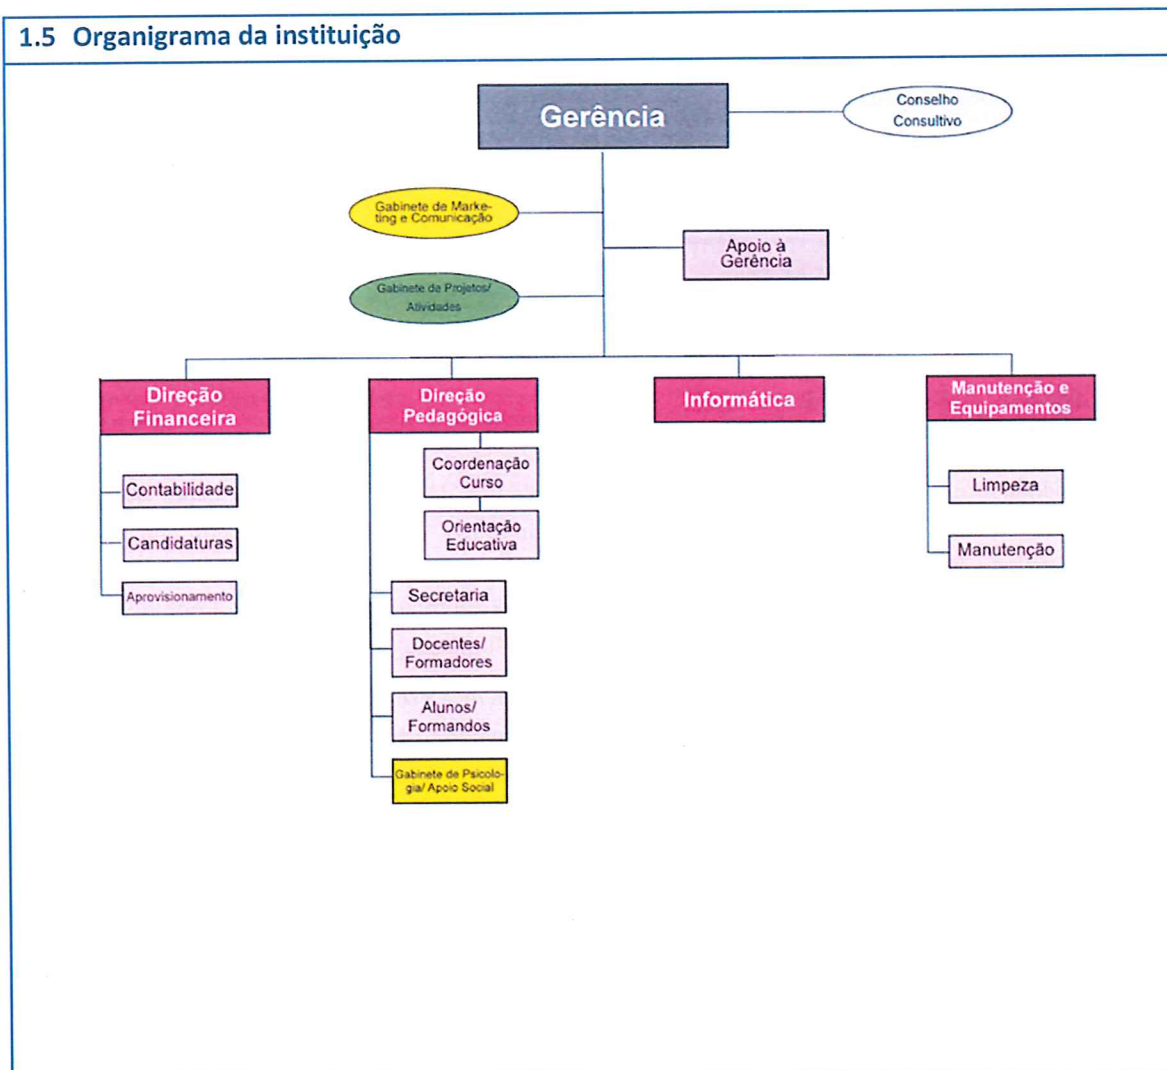 1.5 Organigrama da instituição
Gerência
Conselho
Consultivo
Gabinete de Marke-
ting e Comunicação
Apoio à
Gerência
Gabinete de Projetos/
Atividades
Direção
Financeira
Contabilidade
Candidaturas
Aprovisionamento
Direção
Pedagógica
Coordenação
Curso
Orientação
Educativa
Secretaria
Docentes/
Formadores
Alunos/
Formandos
Gabinete de Psicolo-
gia/ Apoio Social
Informática
Manutenção e
Equipamentos
Limpeza
Manutenção